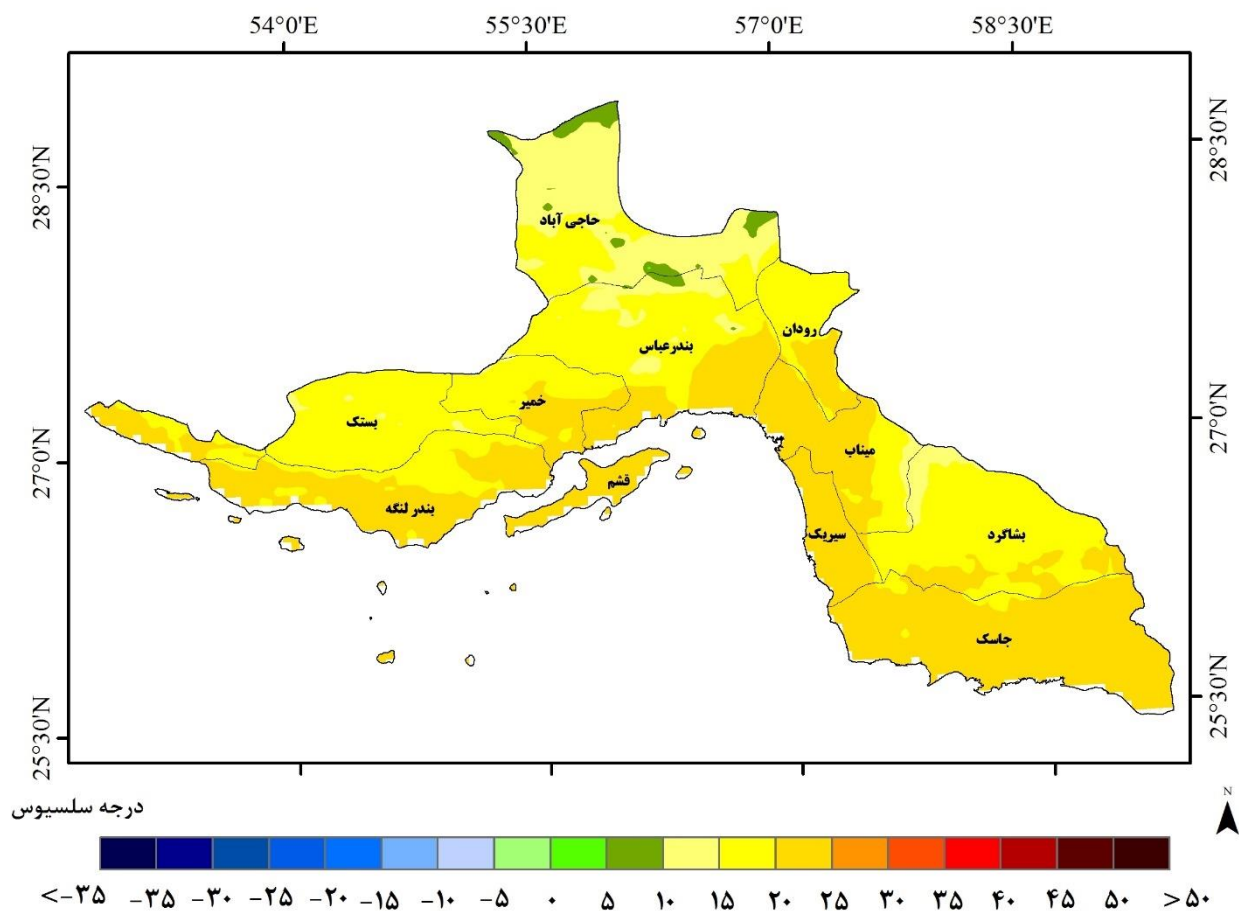 54°0'E 55°30'E 57°0'E 58°30'E
28°30'N
28°30'N
27°0'N
27°0'N
25°30'N
25°30'N
حاجی آباد
رودان
بندرعباس
خمیر
بستک
میناب
قشم
بندر لنگه
سیریک
بشاگرد
جاسک
درجه سلسیوس
N
<-۳۵ -۳۵ -۳۰ -۲۵ -۲۰ -۱۵ -۱۰ -۵ ۰ ۵ ۱۰ ۱۵ ۲۰ ۲۵ ۳۰ ۳۵ ۴۰ ۴۵ ۵۰ >۵۰